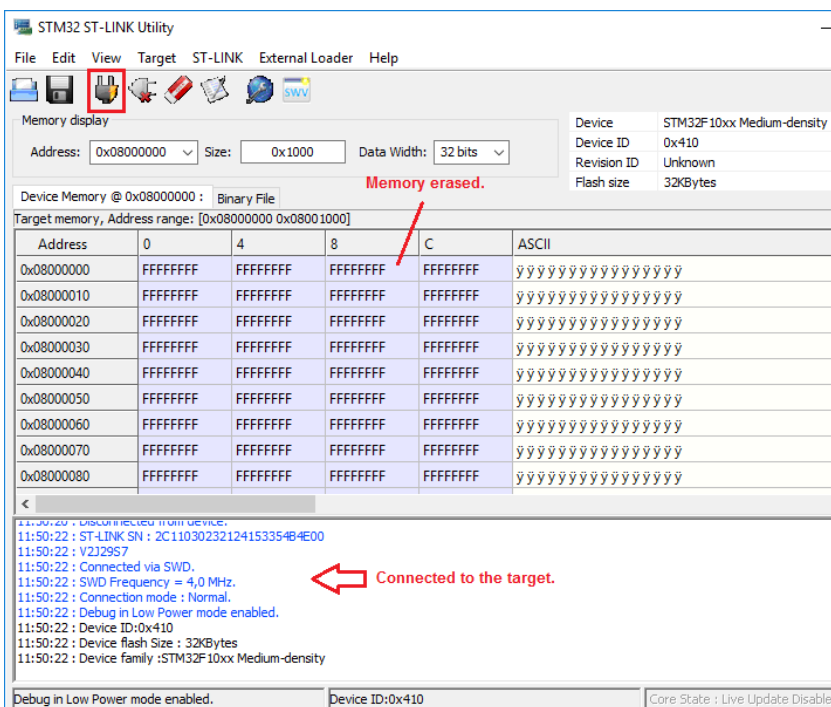 STM32 ST-LINK Utility
File Edit View Target ST-LINK External Loader Help
SWV
Memory display
Address: 0x08000000 Size: 0x1000 Data Width: 32 bits
Device STM32F10xx Medium-density
Device ID 0x410
Revision ID Unknown
Flash size 32KBytes
Memory erased.
Device Memory @ 0x08000000 : Binary File
Target memory, Address range: [0x08000000 0x08001000]
Address 0 4 8 C ASCII
0x08000000 FFFFFFFF FFFFFFFF FFFFFFFF FFFFFFFF ÿÿÿÿÿÿÿÿÿÿÿÿÿÿÿÿ
0x08000010 FFFFFFFF FFFFFFFF FFFFFFFF FFFFFFFF ÿÿÿÿÿÿÿÿÿÿÿÿÿÿÿÿ
0x08000020 FFFFFFFF FFFFFFFF FFFFFFFF FFFFFFFF ÿÿÿÿÿÿÿÿÿÿÿÿÿÿÿÿ
0x08000030 FFFFFFFF FFFFFFFF FFFFFFFF FFFFFFFF ÿÿÿÿÿÿÿÿÿÿÿÿÿÿÿÿ
0x08000040 FFFFFFFF FFFFFFFF FFFFFFFF FFFFFFFF ÿÿÿÿÿÿÿÿÿÿÿÿÿÿÿÿ
0x08000050 FFFFFFFF FFFFFFFF FFFFFFFF FFFFFFFF ÿÿÿÿÿÿÿÿÿÿÿÿÿÿÿÿ
0x08000060 FFFFFFFF FFFFFFFF FFFFFFFF FFFFFFFF ÿÿÿÿÿÿÿÿÿÿÿÿÿÿÿÿ
0x08000070 FFFFFFFF FFFFFFFF FFFFFFFF FFFFFFFF ÿÿÿÿÿÿÿÿÿÿÿÿÿÿÿÿ
0x08000080 FFFFFFFF FFFFFFFF FFFFFFFF FFFFFFFF ÿÿÿÿÿÿÿÿÿÿÿÿÿÿÿÿ
11:50:20 : Disconnected from device.
11:50:22 : ST-LINK SN : 2C11030232124153354B4E00
11:50:22 : V2J29S7
11:50:22 : Connected via SWD.
11:50:22 : SWD Frequency = 4,0 MHz.
Connected to the target.
11:50:22 : Connection mode : Normal.
11:50:22 : Debug in Low Power mode enabled.
11:50:22 : Device ID:0x410
11:50:22 : Device flash Size : 32KBytes
11:50:22 : Device family :STM32F10xx Medium-density
Debug in Low Power mode enabled. Device ID:0x410 Core State : Live Update Disable